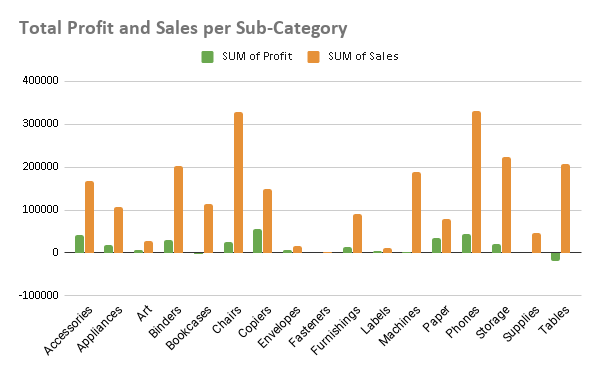 Total Profit and Sales per Sub-Category
SUM of Profit SUM of Sales
400000
300000
200000
100000
0
-100000
Accessories
Appliances
Art
Binders
Bookcases
Chairs
Copiers
Envelopes
Fasteners
Furnishings
Labels
Machines
Paper
Phones
Storage
Supplies
Tables